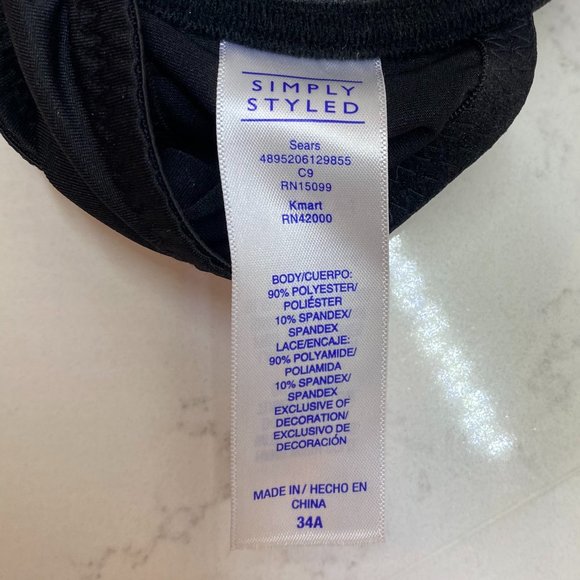 SIMPLY
STYLED
Sears
4895206129855
C9
RN15099
Kmart
RN42000
BODY/CUERPO:
90% POLYESTER/
POLIÉSTER
10% SPANDEX/
SPANDEX
LACE/ENCAJE:
90% POLYAMIDE/
POLIAMIDA
10% SPANDEX/
SPANDEX
EXCLUSIVE OF
DECORATION/
EXCLUSIVO DE
DECORACIÓN
MADE IN / HECHO EN
CHINA
34A